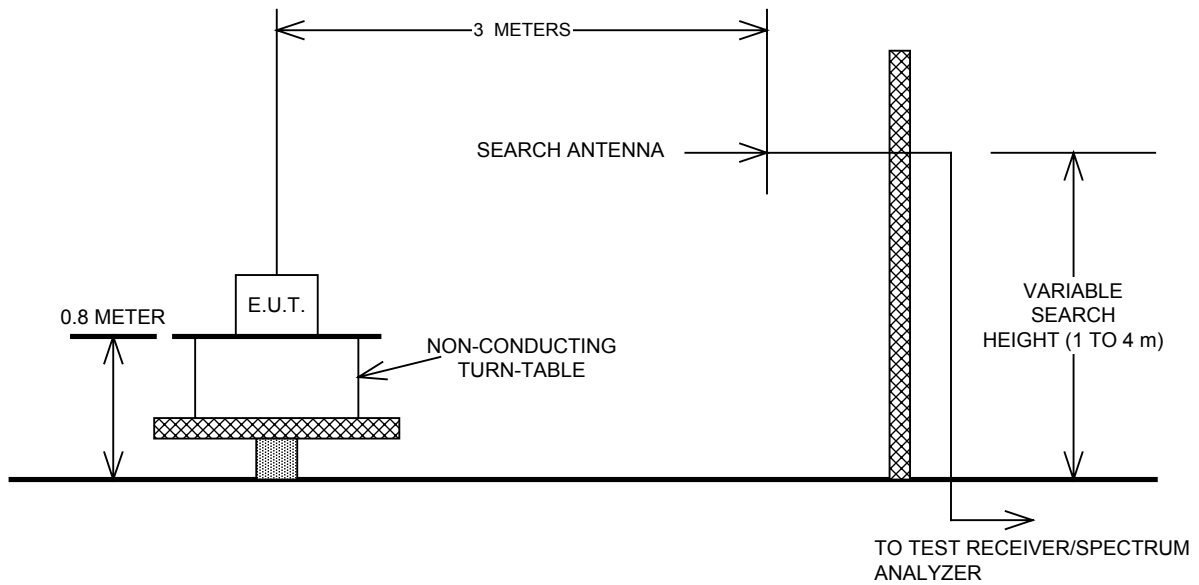 3 METERS
SEARCH ANTENNA
E.U.T.
0.8 METER
NON-CONDUCTING
TURN-TABLE
VARIABLE
SEARCH
HEIGHT (1 TO 4 m)
TO TEST RECEIVER/SPECTRUM
ANALYZER